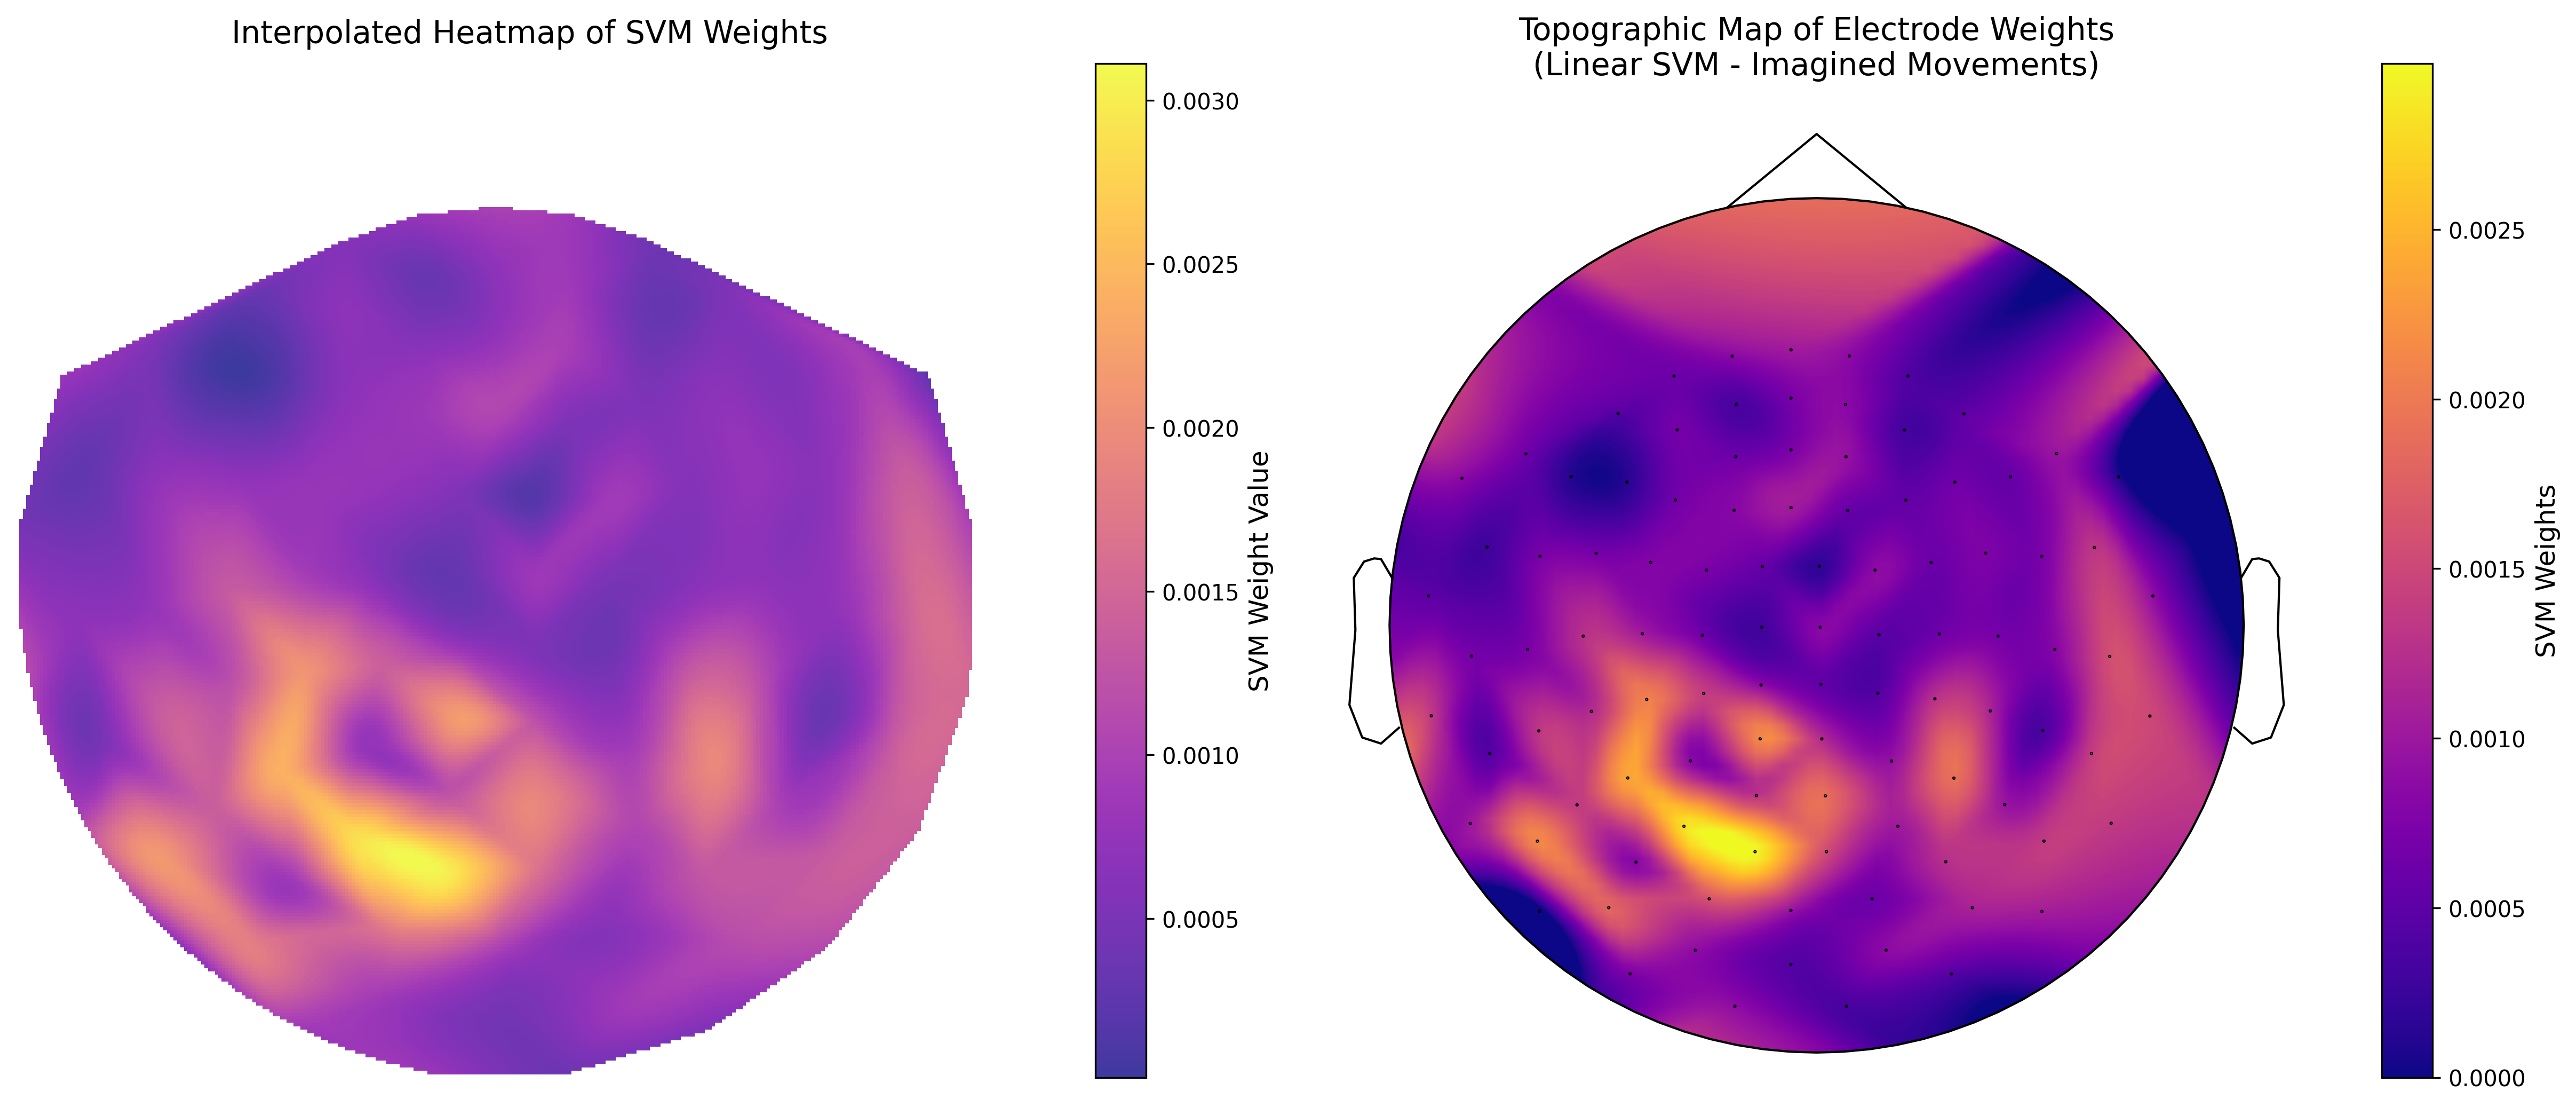 Interpolated Heatmap of SVM Weights
0.0030
0.0025
0.0020
0.0015
0.0010
0.0005
SVM Weight Value
Topographic Map of Electrode Weights
(Linear SVM - Imagined Movements)
0.0025
0.0020
0.0015
0.0010
0.0005
0.0000
SVM Weights